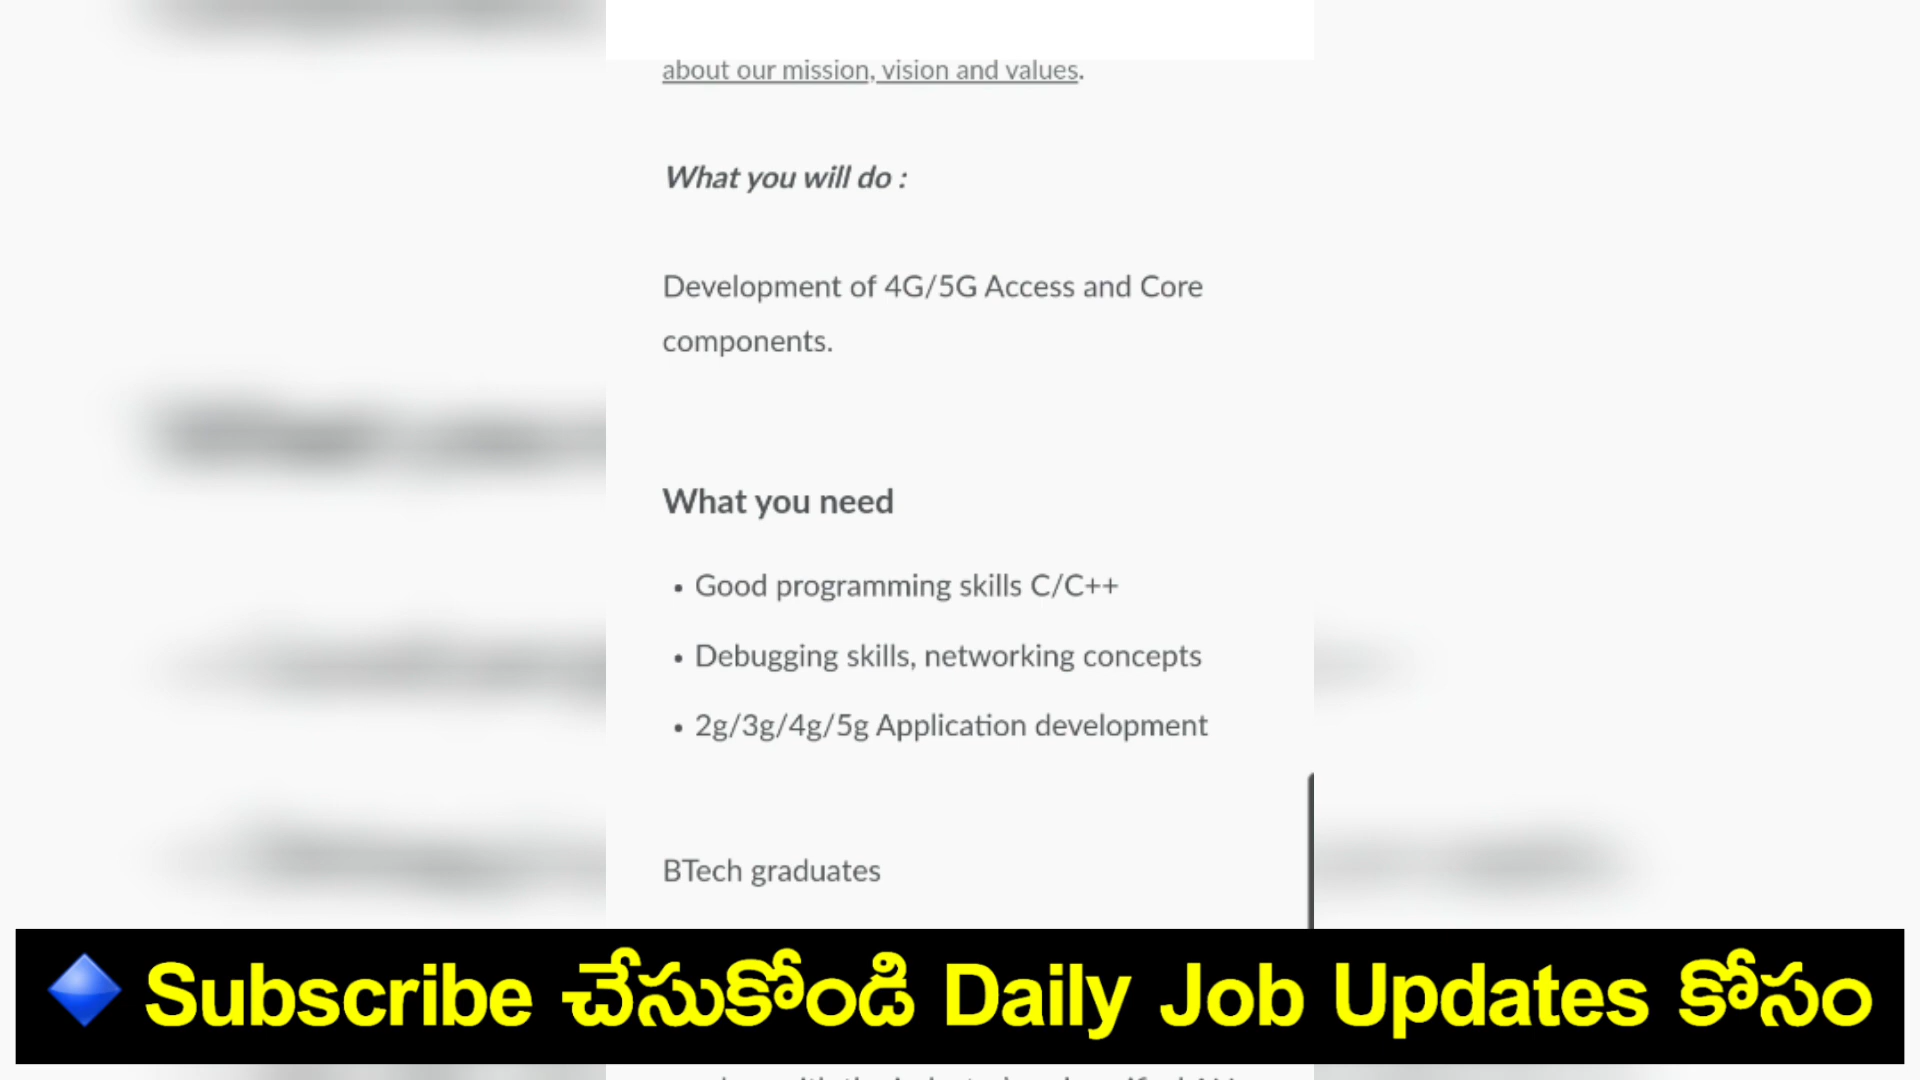 about our mission, vision and values.
What you will do :
Development of 4G/5G Access and Core
components.
What you need
• Good programming skills C/C++
• Debugging skills, networking concepts
• 2g/3g/4g/5g Application development
BTech graduates
Subscribe చేసుకోండి Daily Job Updates కోసం